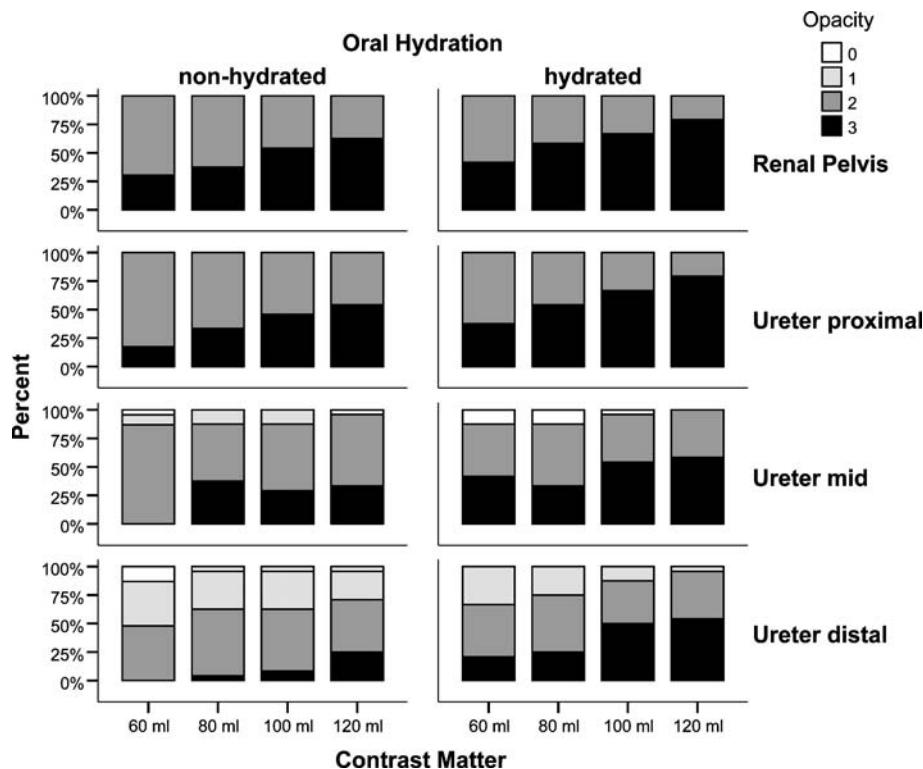 Oral Hydration
non-hydrated
hydrated
Opacity
0
1
2
3
100%
75%
50%
25%
0%
Renal Pelvis
100%
75%
50%
25%
0%
Ureter proximal
100%
75%
50%
25%
0%
Ureter mid
100%
75%
50%
25%
0%
Ureter distal
Percent
60 ml 80 ml 100 ml 120 ml
60 ml 80 ml 100 ml 120 ml
Contrast Matter